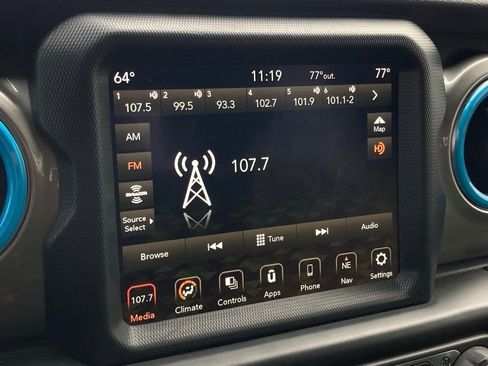 64° 11:19 77°out. 77°
1 107.5 2 99.5 3 93.3 4 102.7 5 101.9 6 101.1-2 >
AM
Map
FM
107.7
SiriusXM
Source Select
Browse Tune Audio
107.7 NE
Media Climate Controls Apps Phone Nav Settings